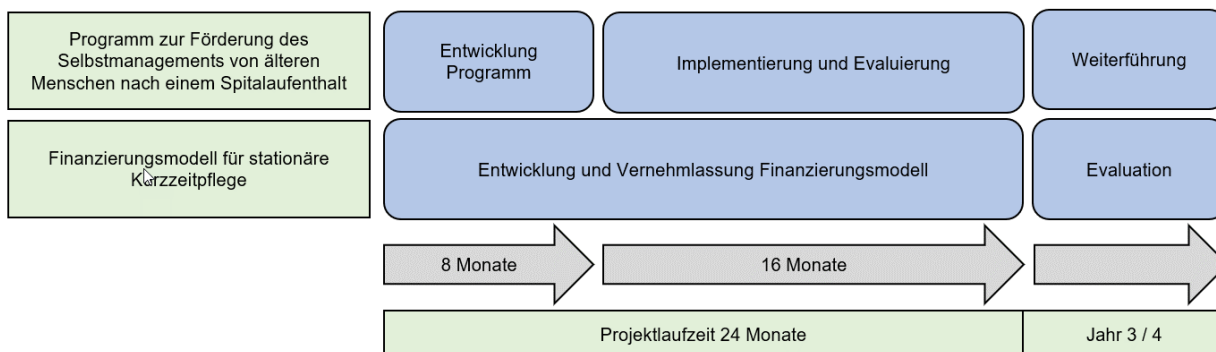 Programm zur Förderung des
Selbstmanagements von älteren
Menschen nach einem Spitalaufenthalt
Entwicklung
Programm
Implementierung und Evaluierung
Weiterführung
Finanzierungsmodell für stationäre
Kurzzeitpflege
Entwicklung und Vernehmlassung Finanzierungsmodell
Evaluation
8 Monate
16 Monate
Projektlaufzeit 24 Monate
Jahr 3 / 4